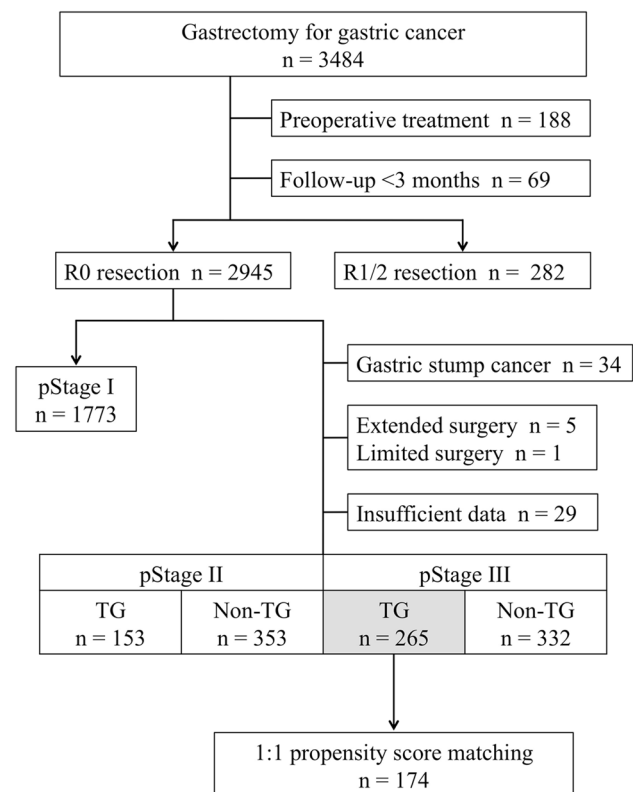 Gastrectomy for gastric cancer
n = 3484
Preoperative treatment n = 188
Follow-up <3 months n = 69
R0 resection n = 2945
R1/2 resection n = 282
pStage I
n = 1773
Gastric stump cancer n = 34
Extended surgery n = 5
Limited surgery n = 1
Insufficient data n = 29
pStage II
pStage III
TG
n = 153
Non-TG
n = 353
TG
n = 265
Non-TG
n = 332
1:1 propensity score matching
n = 174